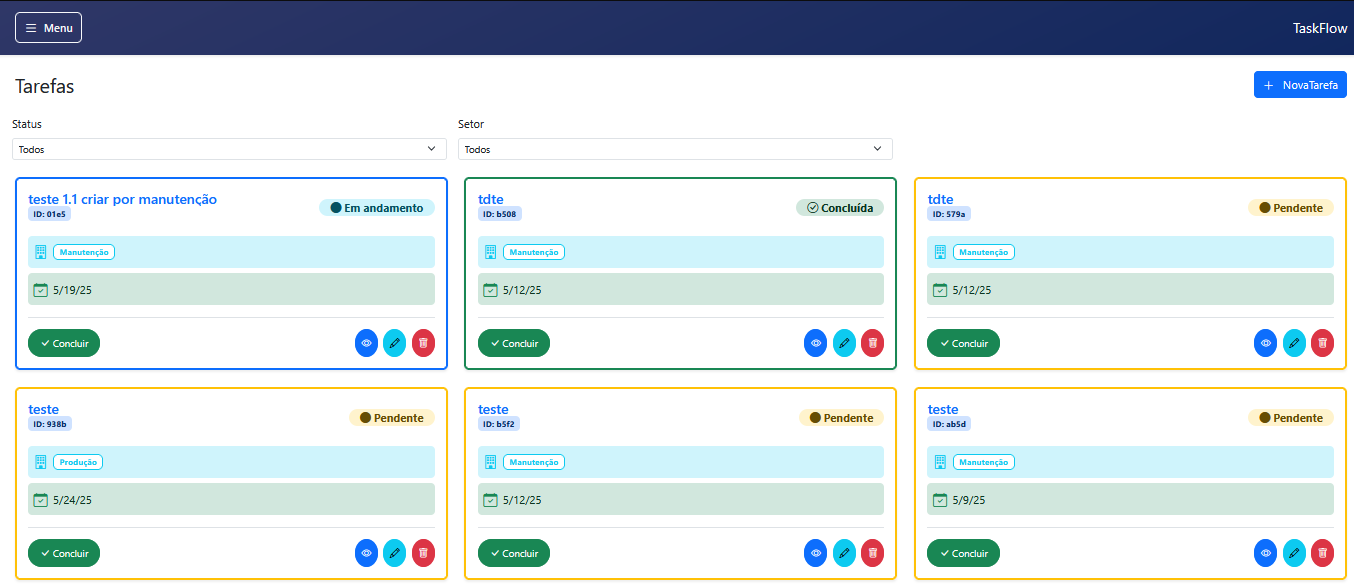 Menu
TaskFlow
Tarefas
NovaTarefa
Status
Setor
Todos
Todos
teste 1.1 criar por manutenção
ID: 01e5
Em andamento
Manutenção
5/19/25
Concluir
tdte
ID: b508
Concluída
Manutenção
5/12/25
Concluir
tdte
ID: 579a
Pendente
Manutenção
5/12/25
Concluir
teste
ID: 938b
Pendente
Produção
5/24/25
Concluir
teste
ID: b5f2
Pendente
Manutenção
5/12/25
Concluir
teste
ID: ab5d
Pendente
Manutenção
5/9/25
Concluir